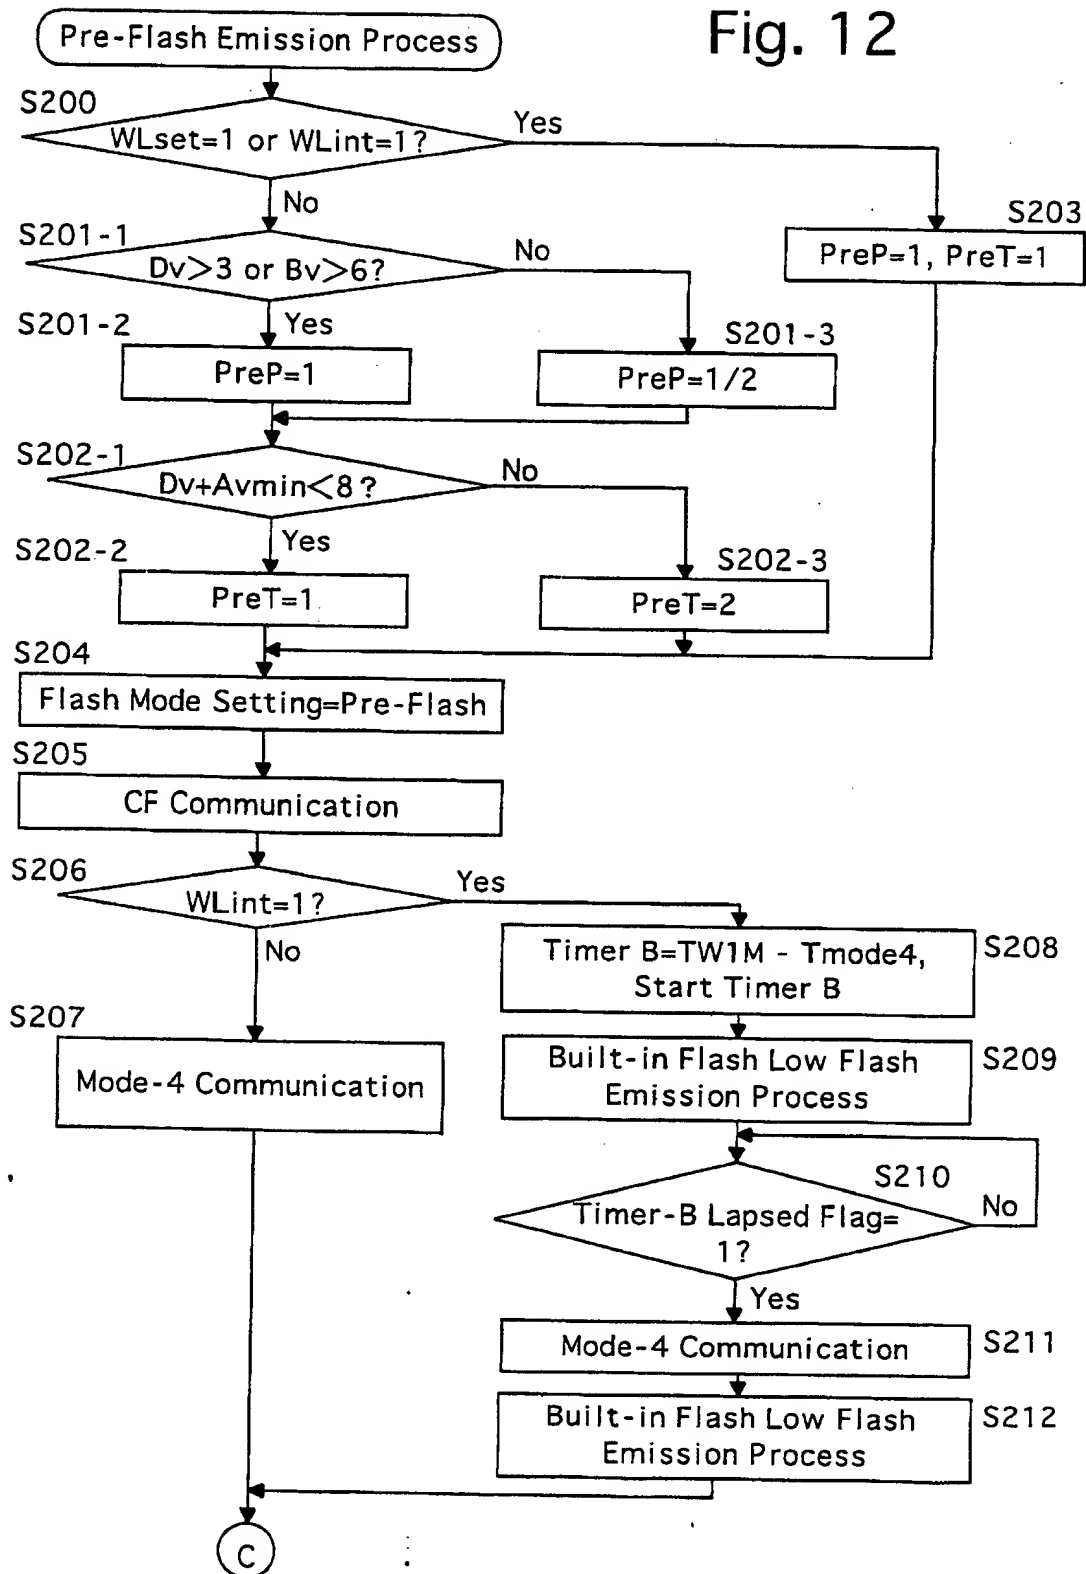 Fig. 12
Pre-Flash Emission Process
S200
WLset=1 or WLint=1?
Yes
No
S203
PreP=1, PreT=1
S201-1
Dv>3 or Bv>6?
No
Yes
S201-2
PreP=1
S201-3
PreP=1/2
S202-1
Dv+Avmin<8?
No
Yes
S202-2
PreT=1
S202-3
PreT=2
S204
Flash Mode Setting=Pre-Flash
S205
CF Communication
S206
WLint=1?
Yes
No
S207
Mode-4 Communication
Timer B=TW1M - Tmode4,
Start Timer B
S208
Built-in Flash Low Flash
Emission Process
S209
S210
Timer-B Lapsed Flag=
1?
No
Yes
Mode-4 Communication
S211
Built-in Flash Low Flash
Emission Process
S212
C